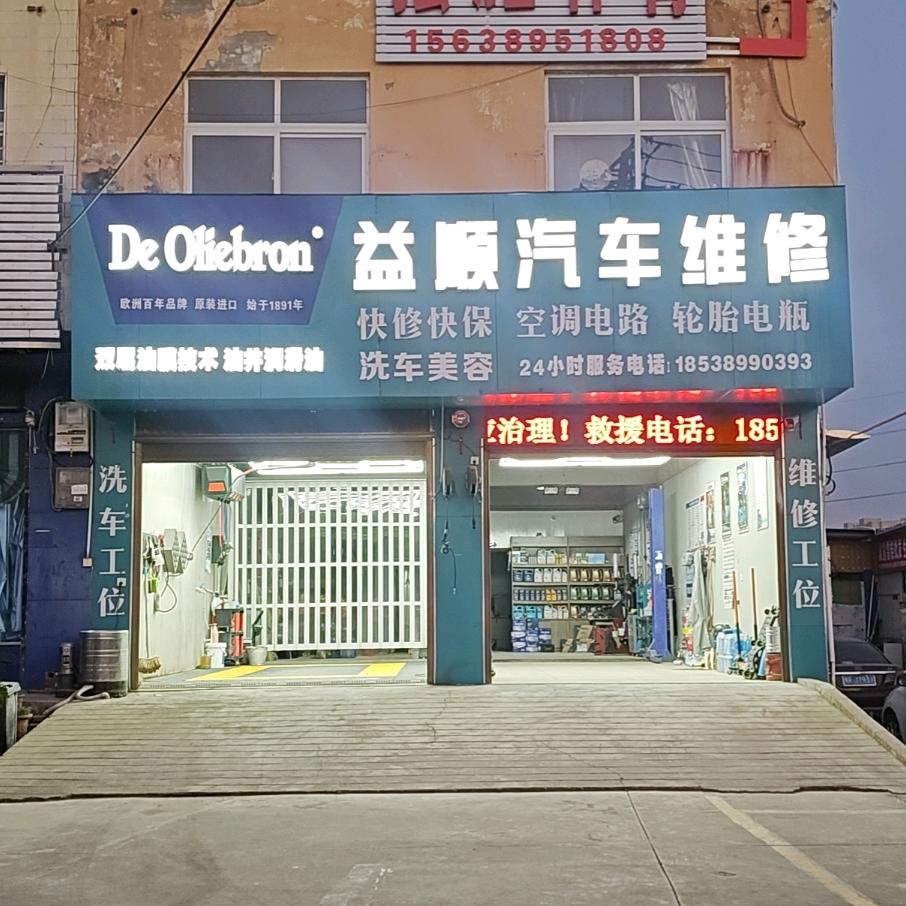 15638951808
De Oliebron
欧洲百年品牌 原装进口 始于1891年
双层油膜技术 油井润滑油
益顺汽车维修
快修快保 空调电路 轮胎电瓶
洗车美容 24小时服务电话:18538990393
治理！救援电话：185
洗车工位
维修工位